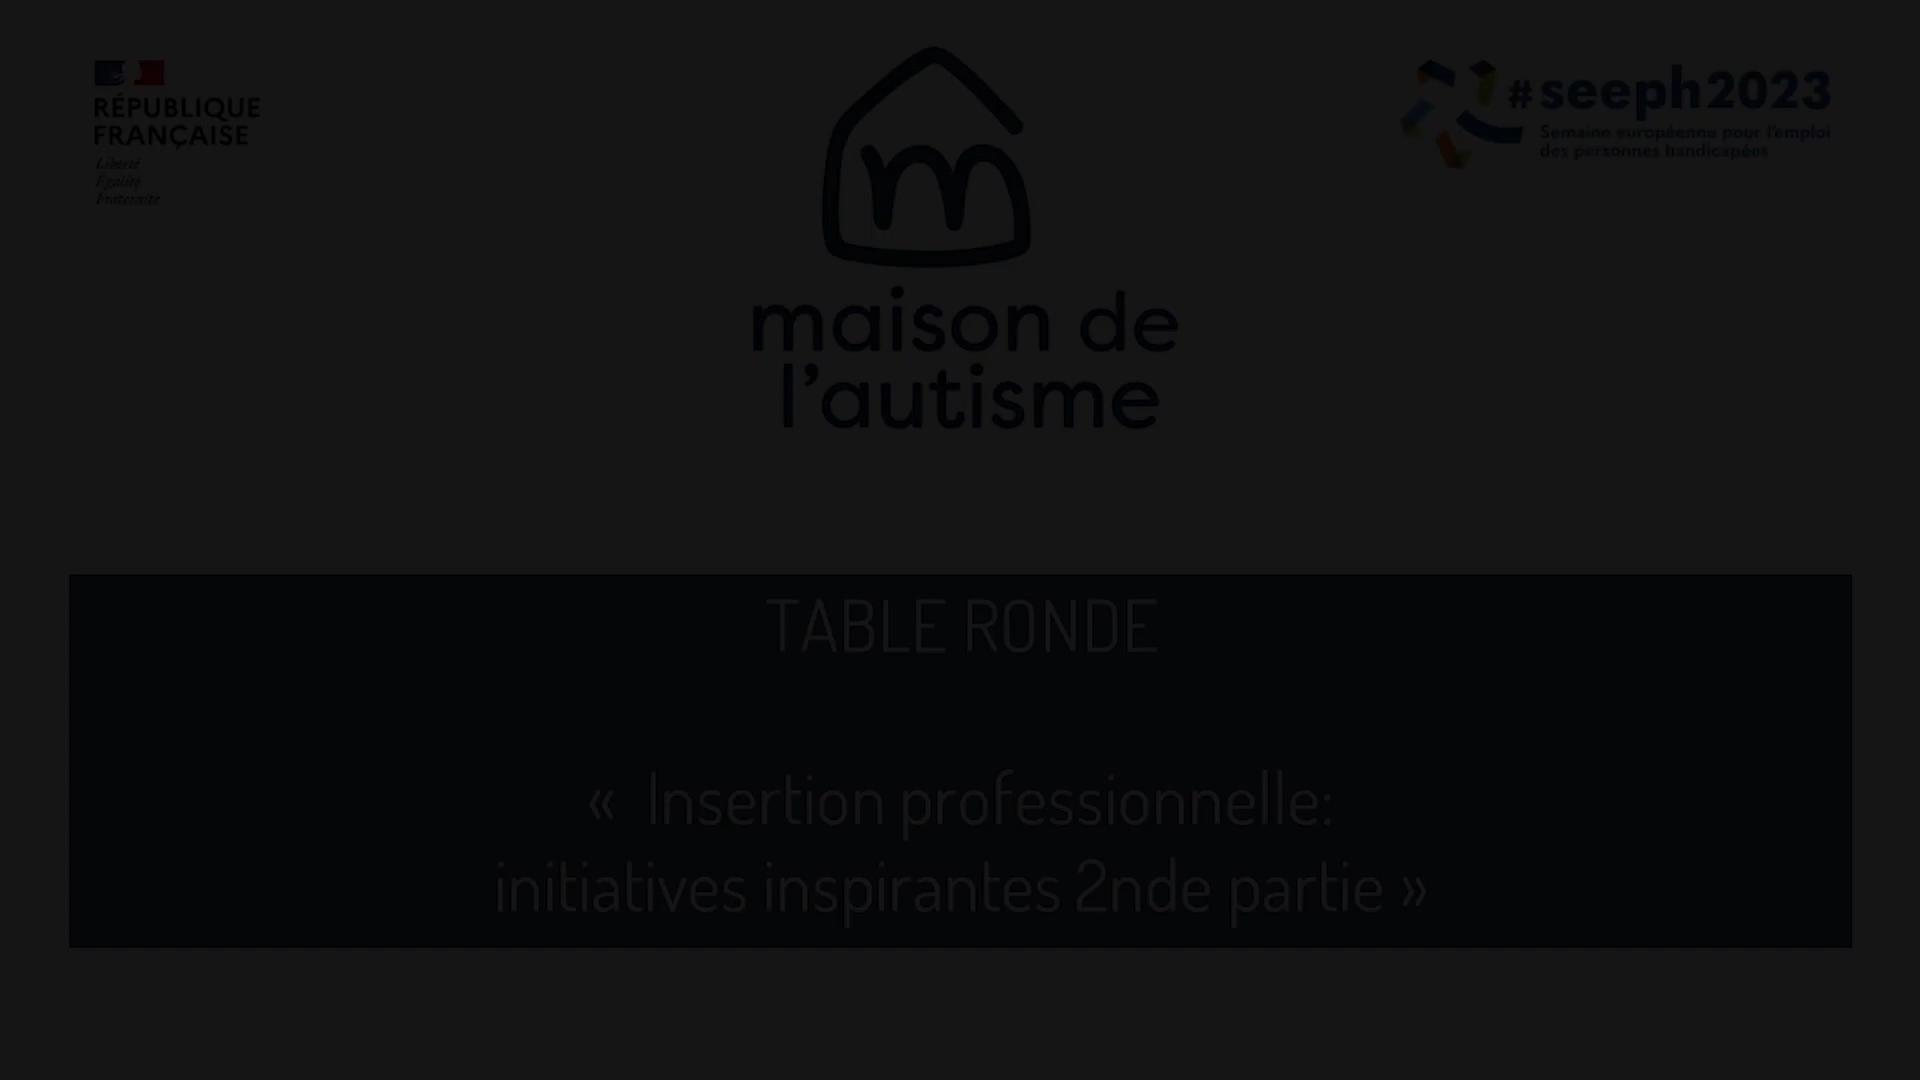 RÉPUBLIQUE
FRANÇAISE
Liberté
Égalité
Fraternité
#seeph2023
Semaine européenne pour l'emploi
des personnes handicapées
m
maison de
l'autisme
TABLE RONDE
« Insertion professionnelle:
initiatives inspirantes 2nde partie »